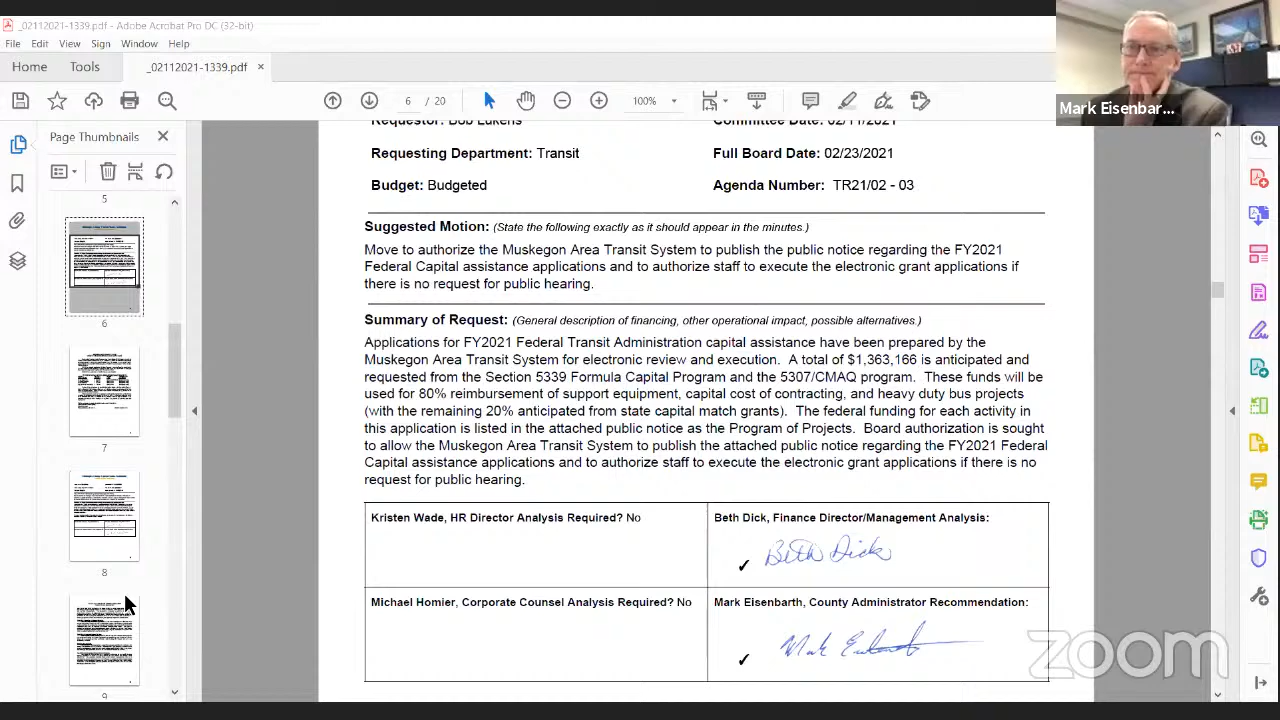 _02112021-1339.pdf - Adobe Acrobat Pro DC (32-bit)
File Edit View Sign Window Help
Home Tools _02112021-1339.pdf ×
6 / 20 100%
Mark Eisenbar...
Page Thumbnails
5
6
7
8
9
Requestor: Bob Lukens Committee Date: 02/11/2021
Requesting Department: Transit Full Board Date: 02/23/2021
Budget: Budgeted Agenda Number: TR21/02 - 03
Suggested Motion: (State the following exactly as it should appear in the minutes.)
Move to authorize the Muskegon Area Transit System to publish the public notice regarding the FY2021
Federal Capital assistance applications and to authorize staff to execute the electronic grant applications if
there is no request for public hearing.
Summary of Request: (General description of financing, other operational impact, possible alternatives.)
Applications for FY2021 Federal Transit Administration capital assistance have been prepared by the
Muskegon Area Transit System for electronic review and execution. A total of $1,363,166 is anticipated and
requested from the Section 5339 Formula Capital Program and the 5307/CMAQ program. These funds will be
used for 80% reimbursement of support equipment, capital cost of contracting, and heavy duty bus projects
(with the remaining 20% anticipated from state capital match grants). The federal funding for each activity in
this application is listed in the attached public notice as the Program of Projects. Board authorization is sought
to allow the Muskegon Area Transit System to publish the attached public notice regarding the FY2021 Federal
Capital assistance applications and to authorize staff to execute the electronic grant applications if there is no
request for public hearing.
Kristen Wade, HR Director Analysis Required? No
Beth Dick, Finance Director/Management Analysis:
✓ Beth Dick
Michael Homier, Corporate Counsel Analysis Required? No
Mark Eisenbarth, County Administrator Recommendation:
✓ Mark
zoom